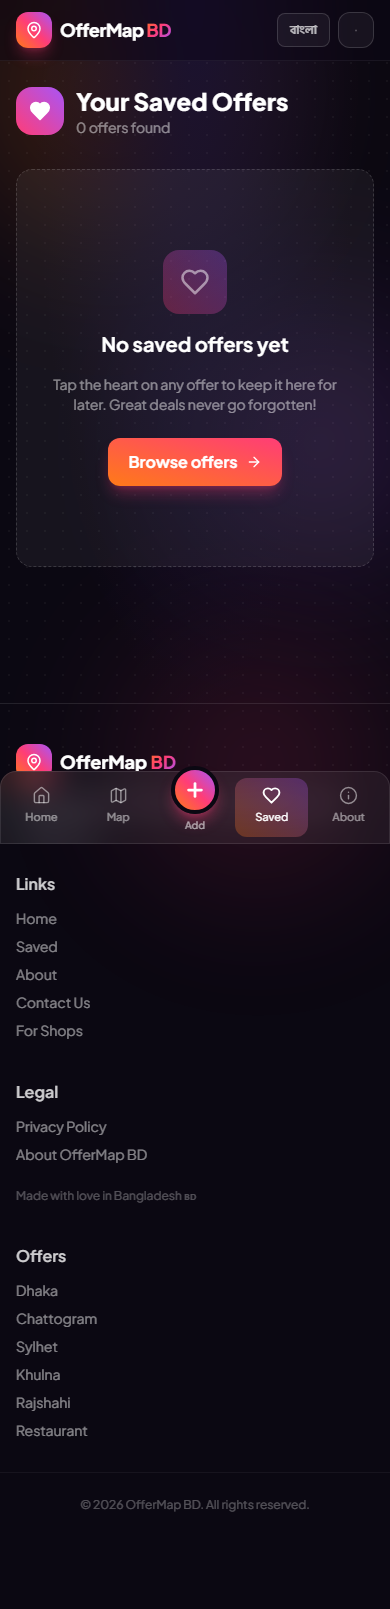 OfferMap BD
বাংলা
Your Saved Offers
0 offers found
No saved offers yet
Tap the heart on any offer to keep it here for
later. Great deals never go forgotten!
Browse offers
OfferMap BD
Home
Map
Add
Saved
About
Links
Home
Saved
About
Contact Us
For Shops
Legal
Privacy Policy
About OfferMap BD
Made with love in Bangladesh BD
Offers
Dhaka
Chattogram
Sylhet
Khulna
Rajshahi
Restaurant
© 2026 OfferMap BD. All rights reserved.